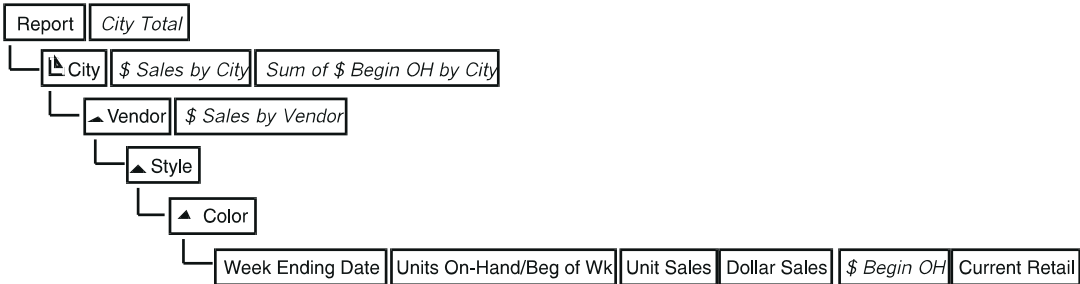 Report City Total
City $ Sales by City Sum of $ Begin OH by City
Vendor $ Sales by Vendor
Style
Color
Week Ending Date Units On-Hand/Beg of Wk Unit Sales Dollar Sales $ Begin OH Current Retail